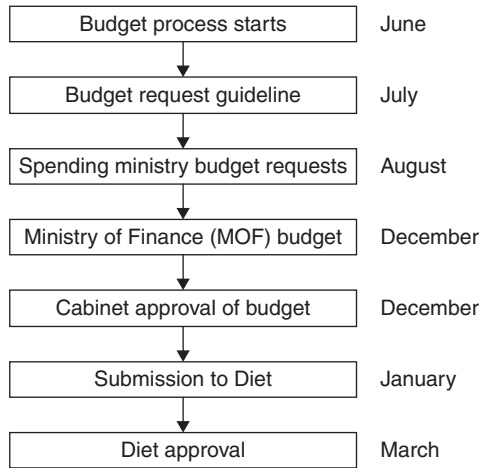 Budget process starts June
Budget request guideline July
Spending ministry budget requests August
Ministry of Finance (MOF) budget December
Cabinet approval of budget December
Submission to Diet January
Diet approval March